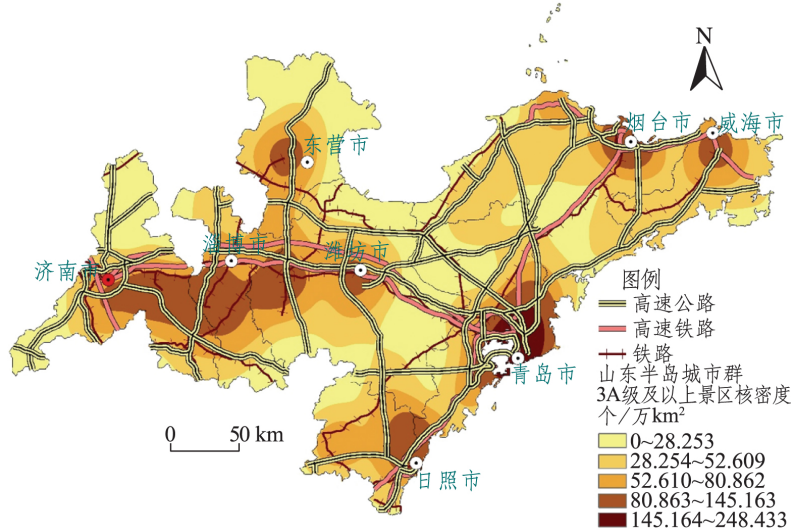 N
烟台市
威海市
东营市
淄博市
潍坊市
济南市
青岛市
日照市
0 50 km
图例
高速公路
高速铁路
铁路
山东半岛城市群
3A级及以上景区核密度
个/万km²
0~28.253
28.254~52.609
52.610~80.862
80.863~145.163
145.164~248.433